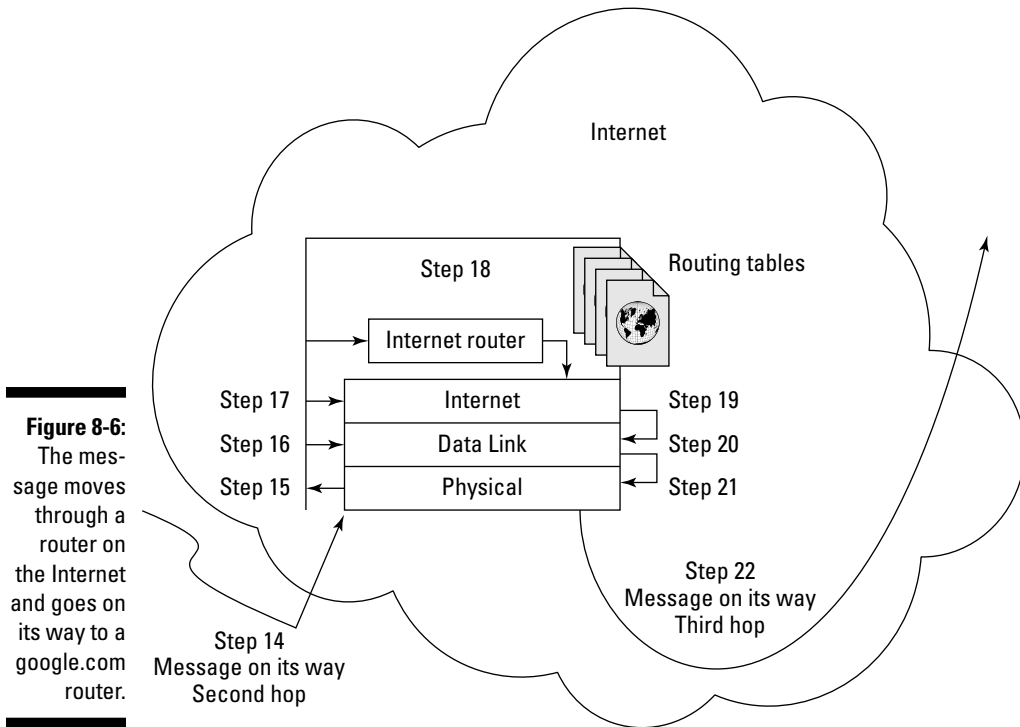 Internet
Routing tables
Step 18
Internet router
Step 17
Internet
Step 19
Step 16
Data Link
Step 20
Step 15
Physical
Step 21
Step 22
Message on its way
Third hop
Step 14
Message on its way
Second hop
Figure 8-6:
The mes-
sage moves
through a
router on
the Internet
and goes on
its way to a
google.com
router.